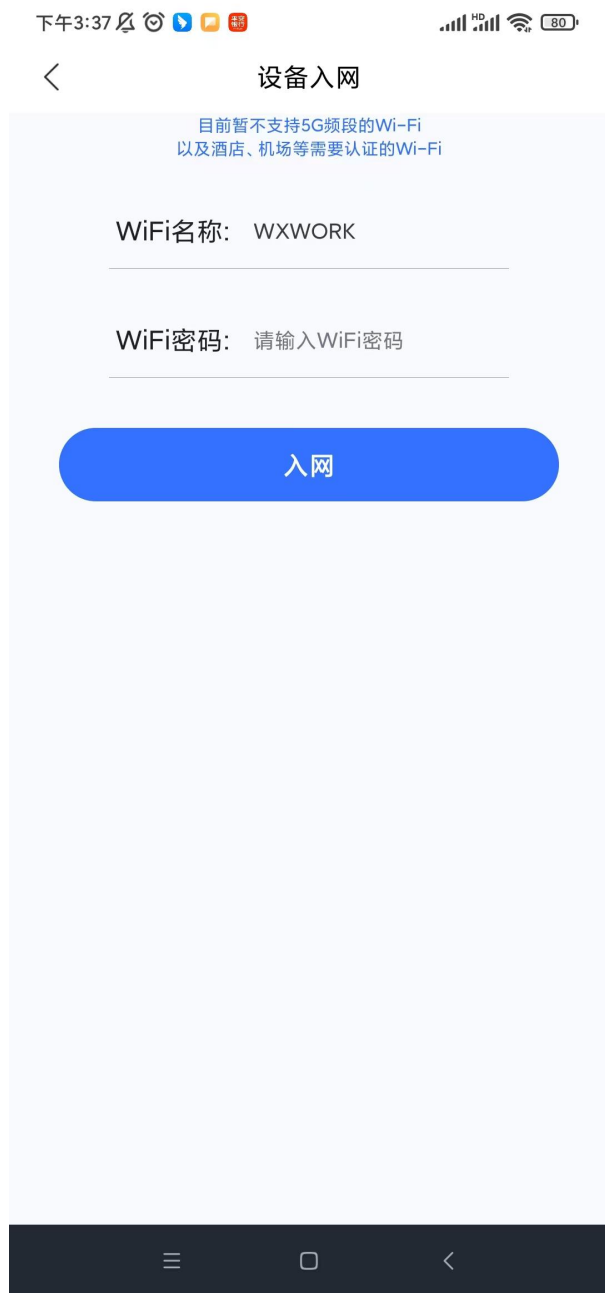 下午3:37
HD
80
设备入网
目前暂不支持5G频段的Wi-Fi
以及酒店、机场等需要认证的Wi-Fi
WiFi名称: WXWORK
WiFi密码: 请输入WiFi密码
入网